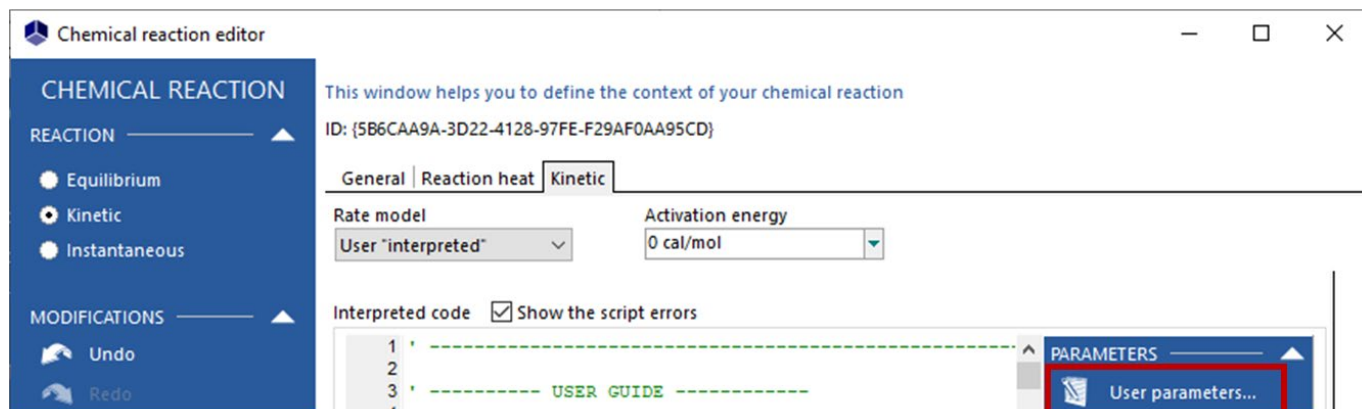 Chemical reaction editor
CHEMICAL REACTION
This window helps you to define the context of your chemical reaction
REACTION
ID: {5B6CAA9A-3D22-4128-97FE-F29AF0AA95CD}
General Reaction heat Kinetic
Equilibrium
Kinetic
Instantaneous
Rate model
Activation energy
User "interpreted"
0 cal/mol
MODIFICATIONS
Undo
Redo
Interpreted code Show the script errors
1 ' ------------------------------------------------------
2
3 ' ---------- USER GUIDE ------------
PARAMETERS
User parameters...